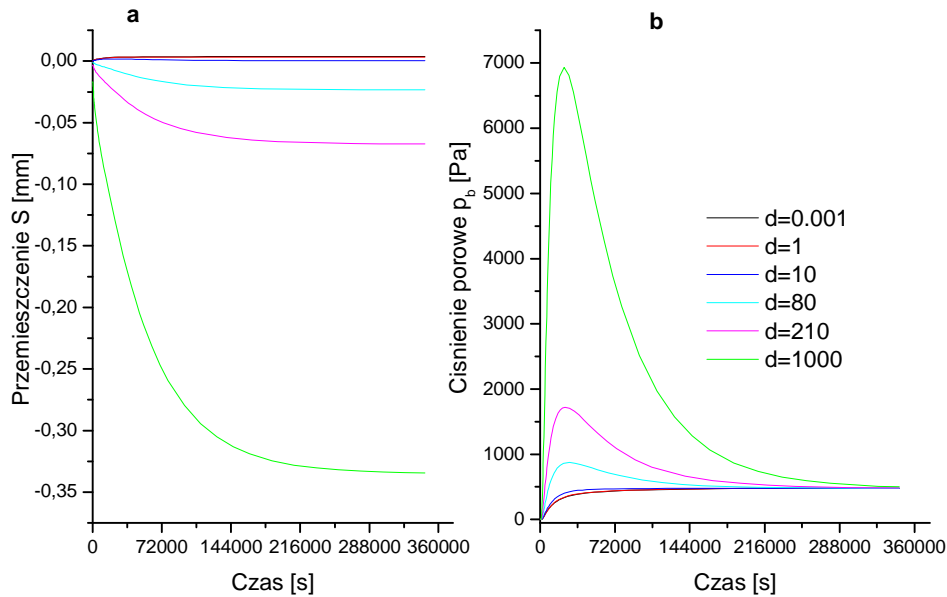 a
0,00
-0,05
-0,10
-0,15
-0,20
-0,25
-0,30
-0,35
Przemieszczenie S [mm]
0 72000 144000 216000 288000 360000
Czas [s]
b
7000
6000
5000
4000
3000
2000
1000
0
Cisnienie porowe p_b [Pa]
d=0.001
d=1
d=10
d=80
d=210
d=1000
0 72000 144000 216000 288000 360000
Czas [s]